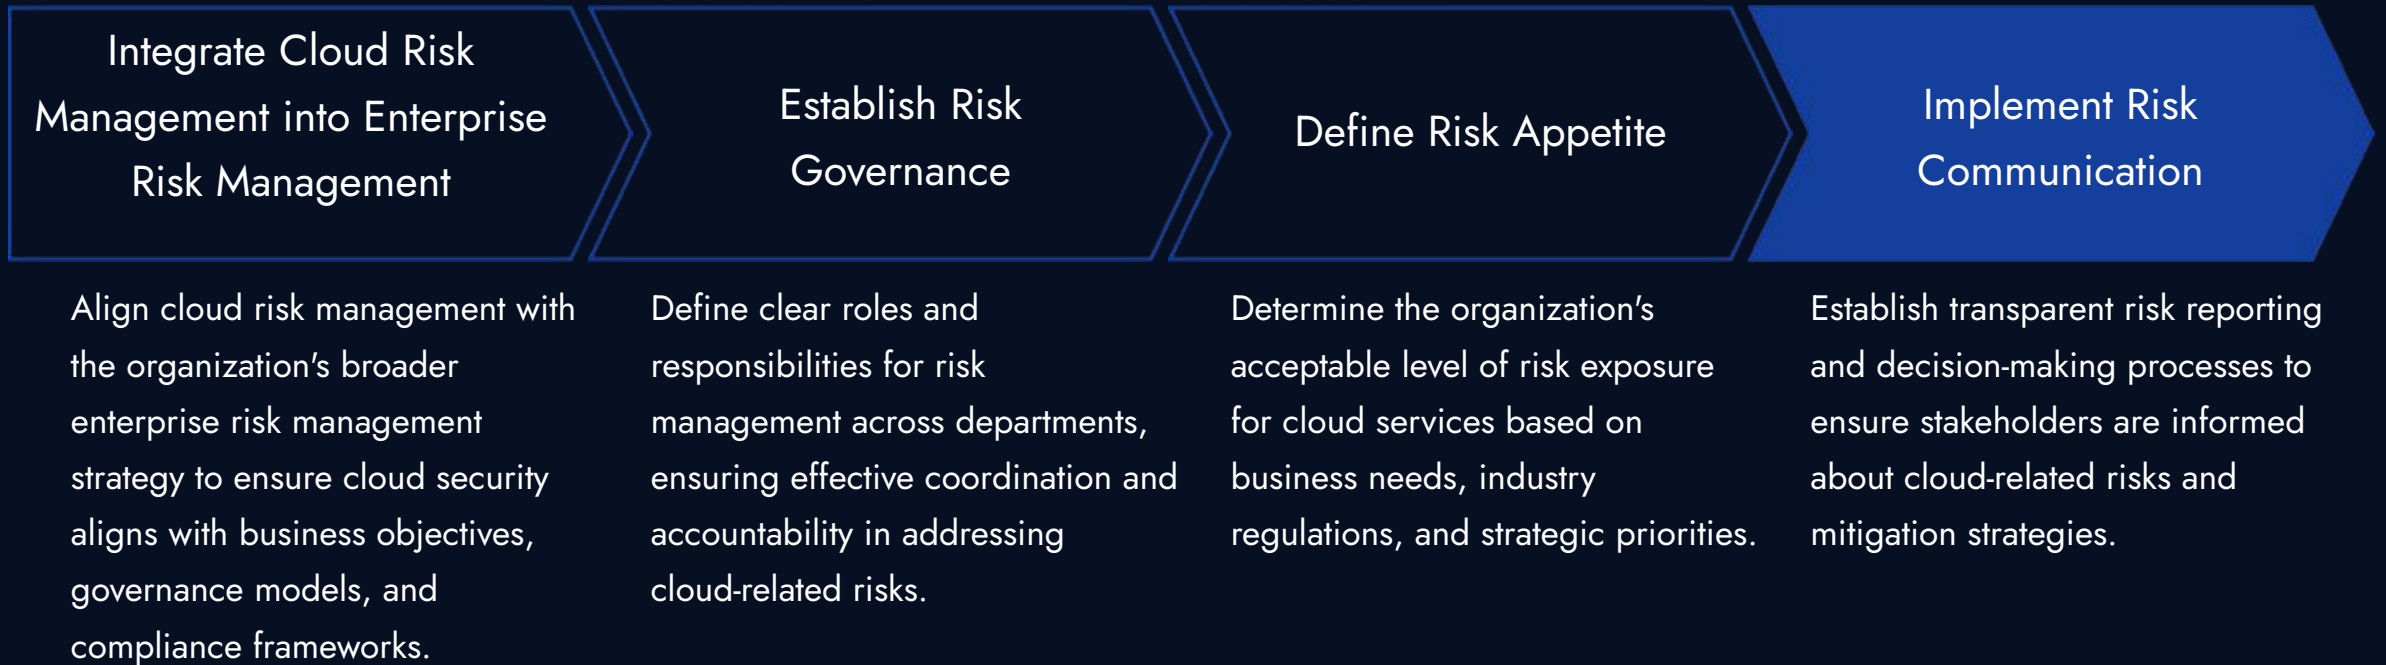 Integrate Cloud Risk
Management into Enterprise
Risk Management
Establish Risk
Governance
Define Risk Appetite
Implement Risk
Communication
Align cloud risk management with
the organization's broader
enterprise risk management
strategy to ensure cloud security
aligns with business objectives,
governance models, and
compliance frameworks.
Define clear roles and
responsibilities for risk
management across departments,
ensuring effective coordination and
accountability in addressing
cloud-related risks.
Determine the organization's
acceptable level of risk exposure
for cloud services based on
business needs, industry
regulations, and strategic priorities.
Establish transparent risk reporting
and decision-making processes to
ensure stakeholders are informed
about cloud-related risks and
mitigation strategies.